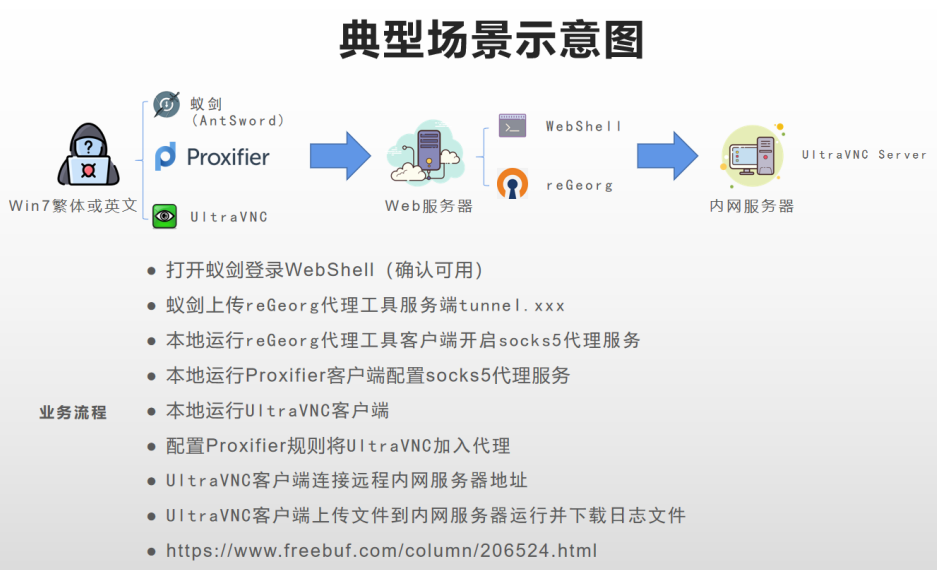 典型场景示意图
蚁剑
（AntSword）
Proxifier
UltraVNC
Win7繁体或英文
Web服务器
WebShell
reGeorg
UltraVNC Server
内网服务器
业务流程
● 打开蚁剑登录WebShell（确认可用）
● 蚁剑上传reGeorg代理工具服务端tunnel.xxx
● 本地运行reGeorg代理工具客户端开启socks5代理服务
● 本地运行Proxifier客户端配置socks5代理服务
● 本地运行UltraVNC客户端
● 配置Proxifier规则将UltraVNC加入代理
● UltraVNC客户端连接远程内网服务器地址
● UltraVNC客户端上传文件到内网服务器运行并下载日志文件
● https://www.freebuf.com/column/206524.html